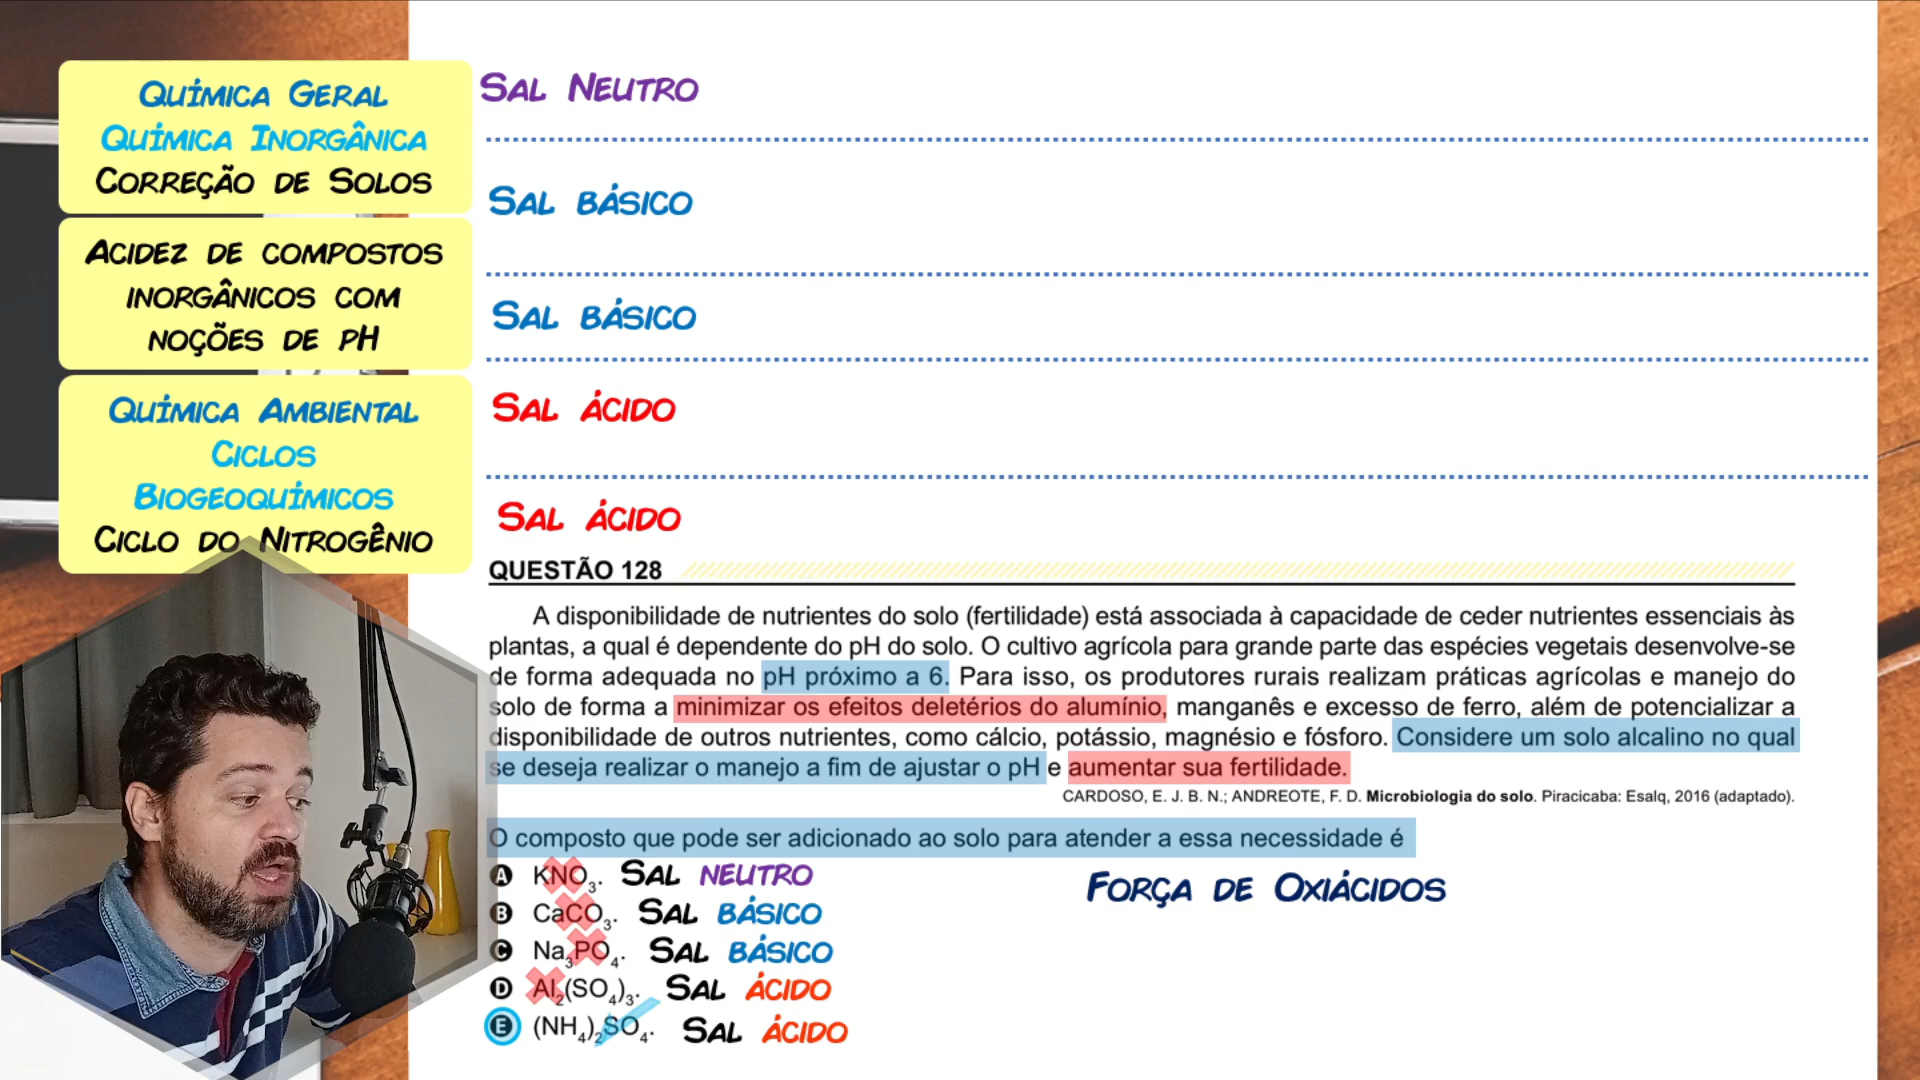 QUÍMICA GERAL
QUÍMICA INORGÂNICA
CORREÇÃO DE SOLOS
ACIDEZ DE COMPOSTOS
INORGÂNICOS COM
NOÇÕES DE pH
QUÍMICA AMBIENTAL
CICLOS
BIOGEOQUÍMICOS
CICLO DO NITROGÊNIO
SAL NEUTRO
SAL BÁSICO
SAL BÁSICO
SAL ÁCIDO
SAL ÁCIDO
QUESTÃO 128
A disponibilidade de nutrientes do solo (fertilidade) está associada à capacidade de ceder nutrientes essenciais às
plantas, a qual é dependente do pH do solo. O cultivo agrícola para grande parte das espécies vegetais desenvolve-se
de forma adequada no pH próximo a 6. Para isso, os produtores rurais realizam práticas agrícolas e manejo do
solo de forma a minimizar os efeitos deletérios do alumínio, manganês e excesso de ferro, além de potencializar a
disponibilidade de outros nutrientes, como cálcio, potássio, magnésio e fósforo. Considere um solo alcalino no qual
se deseja realizar o manejo a fim de ajustar o pH e aumentar sua fertilidade.
CARDOSO, E. J. B. N.; ANDREOTE, F. D. Microbiologia do solo. Piracicaba: Esalq, 2016 (adaptado).
O composto que pode ser adicionado ao solo para atender a essa necessidade é
A KNO3. SAL NEUTRO
B CaCO3. SAL BÁSICO
C Na3PO4. SAL BÁSICO
D Al2(SO4)3. SAL ÁCIDO
E (NH4)2SO4. SAL ÁCIDO
FORÇA DE OXIÁCIDOS